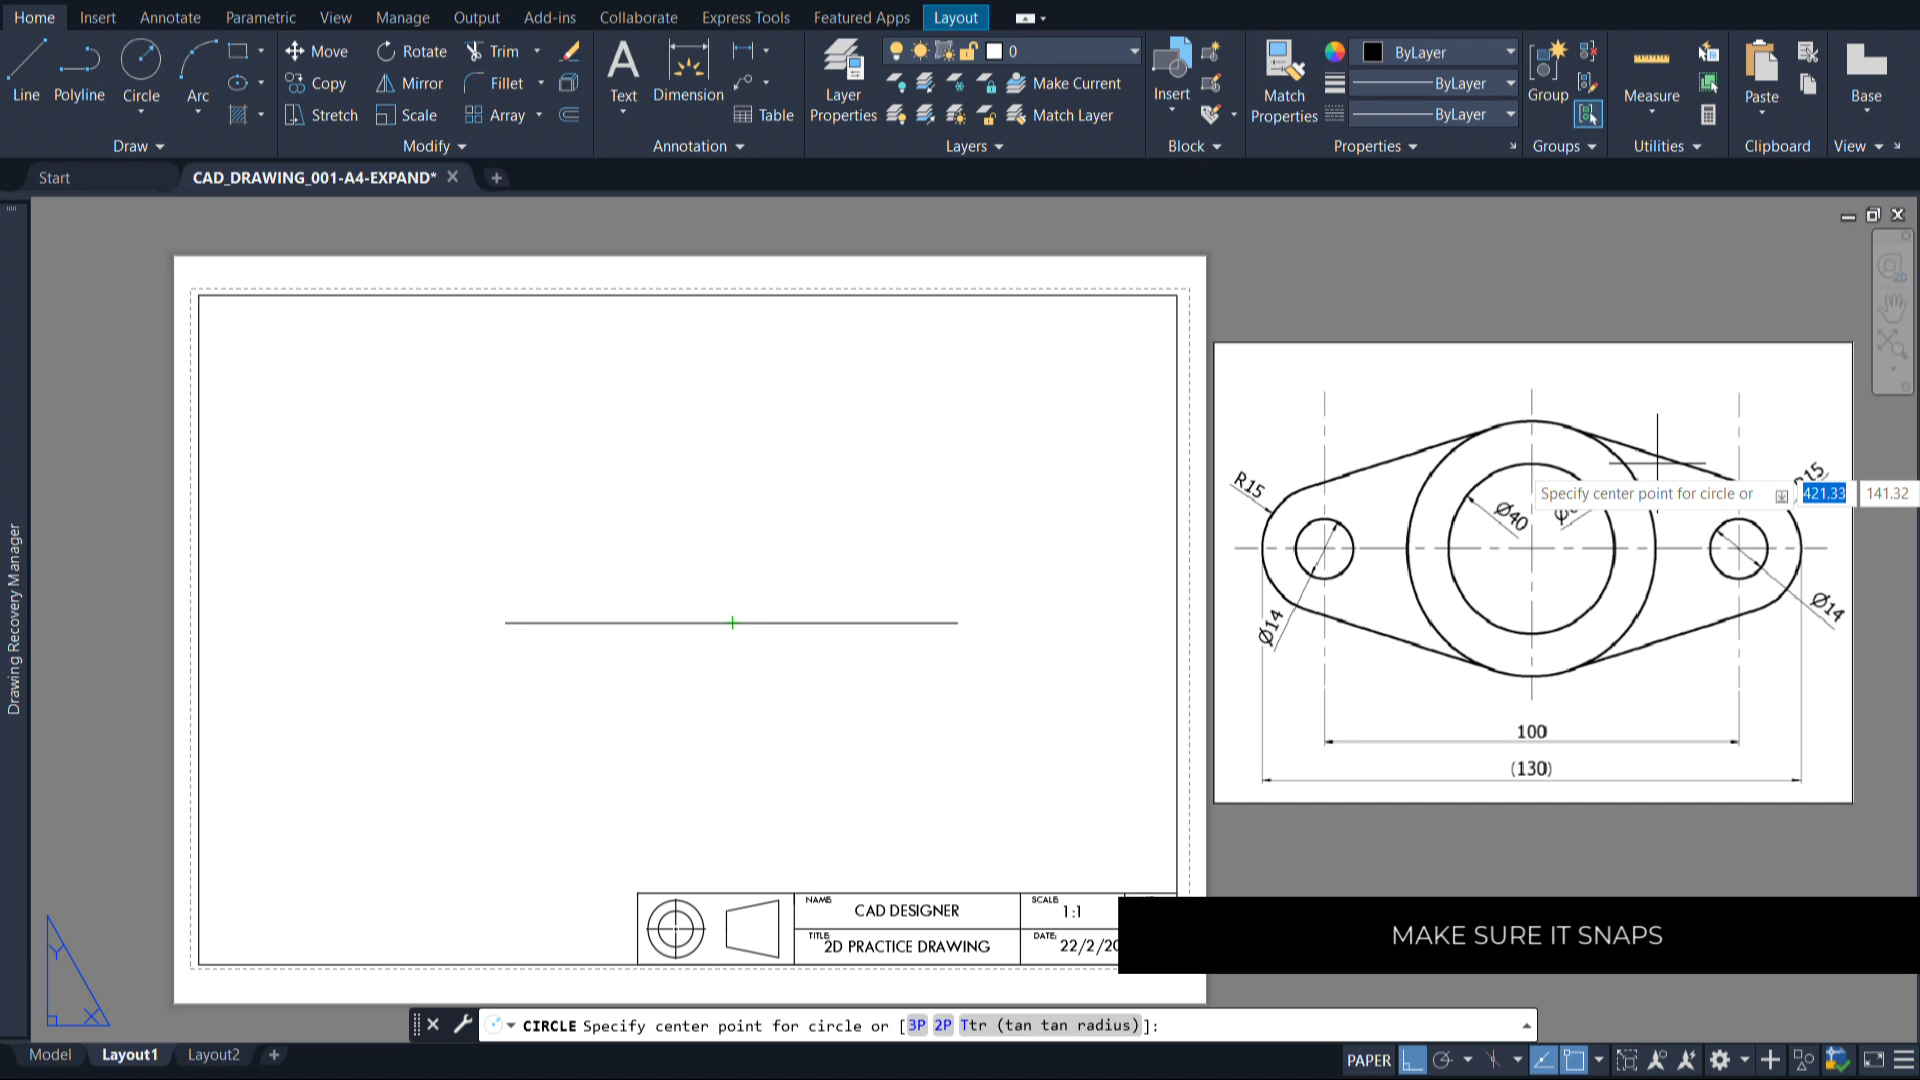 Home Insert Annotate Parametric View Manage Output Add-ins Collaborate Express Tools Featured Apps Layout
Line Polyline Circle Arc
Move Rotate Trim
Copy Mirror Fillet
Stretch Scale Array
Text Dimension Table
Layer Properties
0
Make Current
Match Layer
Insert
Match Properties
ByLayer
ByLayer
ByLayer
Group
Measure
Paste
Base
Draw Modify Annotation Layers Block Properties Groups Utilities Clipboard View
Start CAD_DRAWING_001-A4-EXPAND*
Drawing Recovery Manager
2D
R15
R15
Specify center point for circle or 421.33 141.32
Ø40
Ø14
Ø14
100
(130)
NAME CAD DESIGNER SCALE 1:1
TITLE 2D PRACTICE DRAWING DATE: 22/2/20
MAKE SURE IT SNAPS
Y
X
CIRCLE Specify center point for circle or [3P 2P Ttr (tan tan radius)]:
Model Layout1 Layout2
PAPER